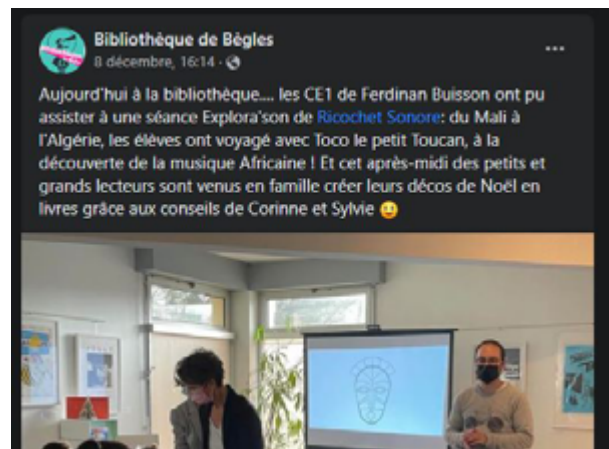 Bibliothèque de Bègles
8 décembre, 16:14 ·
Aujourd'hui à la bibliothèque.... les CE1 de Ferdinan Buisson ont pu
assister à une séance Explora'son de Ricochet Sonore: du Mali à
l'Algérie, les élèves ont voyagé avec Toco le petit Toucan, à la
découverte de la musique Africaine ! Et cet après-midi des petits et
grands lecteurs sont venus en famille créer leurs décos de Noël en
livres grâce aux conseils de Corinne et Sylvie 😀